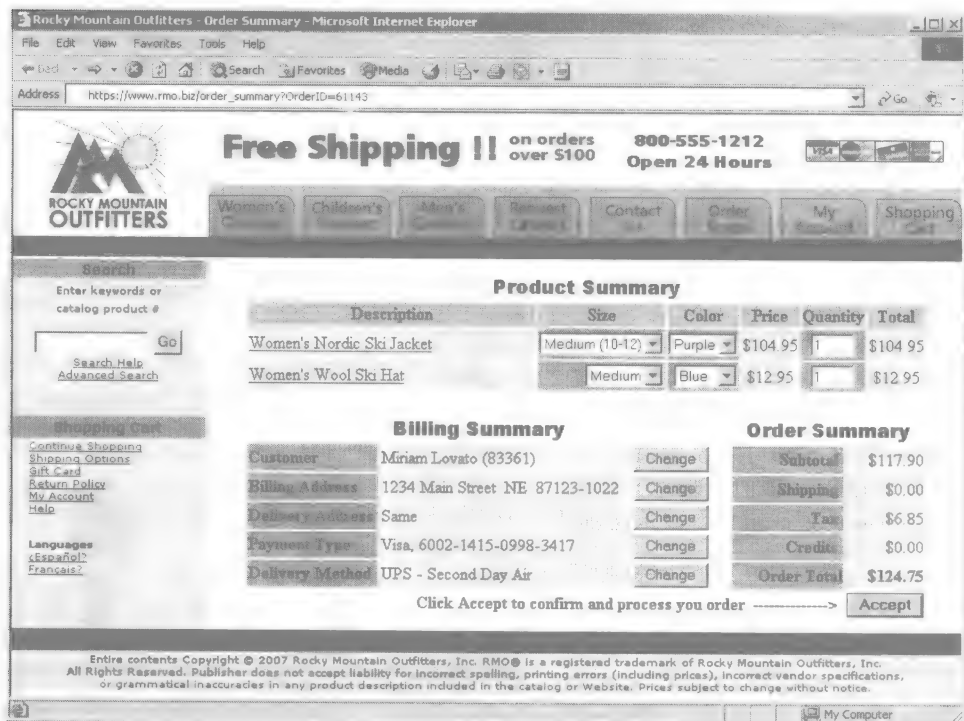 Rocky Mountain Outfitters - Order Summary - Microsoft Internet Explorer
File Edit View Favorites Tools Help
Search Favorites Media
Address https://www.rmo.biz/order_summary?OrderID=61143 Go
ROCKY MOUNTAIN
OUTFITTERS
Free Shipping !! on orders over $100
800-555-1212
Open 24 Hours
VISA
Women's Children's Men's Request Contact Order My Shopping
Cart
Search
Enter keywords or
catalog product #
Go
Search Help
Advanced Search
Shopping Cart
Continue Shopping
Shipping Options
Gift Card
Return Policy
My Account
Help
Languages
¿Español?
Français?
Product Summary
Description Size Color Price Quantity Total
Women's Nordic Ski Jacket Medium (10-12) Purple $104.95 1 $104 95
Women's Wool Ski Hat Medium Blue $12.95 1 $12 95
Billing Summary
Customer Miriam Lovato (83361) Change
Billing Address 1234 Main Street NE 87123-1022 Change
Delivery Address Same Change
Payment Type Visa, 6002-1415-0998-3417 Change
Delivery Method UPS - Second Day Air Change
Order Summary
Subtotal $117.90
Shipping $0.00
Tax $6.85
Credits $0.00
Order Total $124.75
Click Accept to confirm and process you order -------------> Accept
Entire contents Copyright © 2007 Rocky Mountain Outfitters, Inc. RMO® is a registered trademark of Rocky Mountain Outfitters, Inc.
All Rights Reserved. Publisher does not accept liability for incorrect spelling, printing errors (including prices), incorrect vendor specifications,
or grammatical inaccuracies in any product description included in the catalog or Website. Prices subject to change without notice.
My Computer